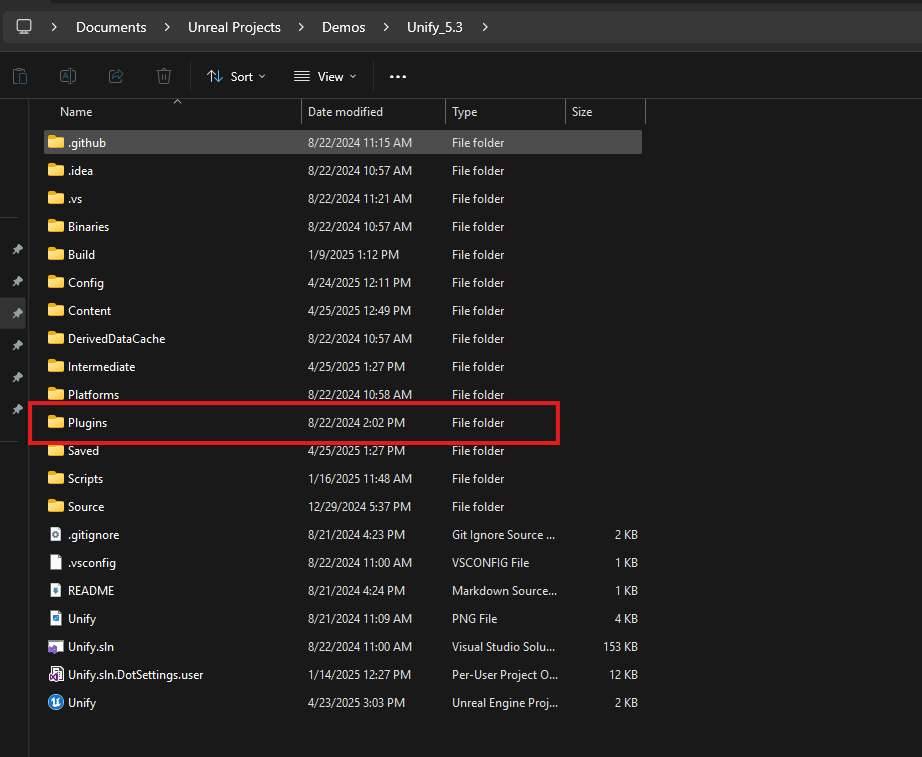 Documents > Unreal Projects > Demos > Unify_5.3 >
Sort View ...
Name Date modified Type Size
.github 8/22/2024 11:15 AM File folder
.idea 8/22/2024 10:57 AM File folder
.vs 8/22/2024 11:21 AM File folder
Binaries 8/22/2024 10:57 AM File folder
Build 1/9/2025 1:12 PM File folder
Config 4/24/2025 12:11 PM File folder
Content 4/25/2025 12:49 PM File folder
DerivedDataCache 8/22/2024 10:57 AM File folder
Intermediate 4/25/2025 1:27 PM File folder
Platforms 8/22/2024 10:58 AM File folder
Plugins 8/22/2024 2:02 PM File folder
Saved 4/25/2025 1:27 PM File folder
Scripts 1/16/2025 11:48 AM File folder
Source 12/29/2024 5:37 PM File folder
.gitignore 8/21/2024 4:23 PM Git Ignore Source ... 2 KB
.vsconfig 8/22/2024 11:00 AM VSCONFIG File 1 KB
README 8/21/2024 4:24 PM Markdown Source... 1 KB
Unify 8/21/2024 11:09 AM PNG File 4 KB
Unify.sln 8/22/2024 11:00 AM Visual Studio Solu... 153 KB
Unify.sln.DotSettings.user 1/14/2025 12:27 PM Per-User Project O... 12 KB
Unify 4/23/2025 3:03 PM Unreal Engine Proj... 2 KB